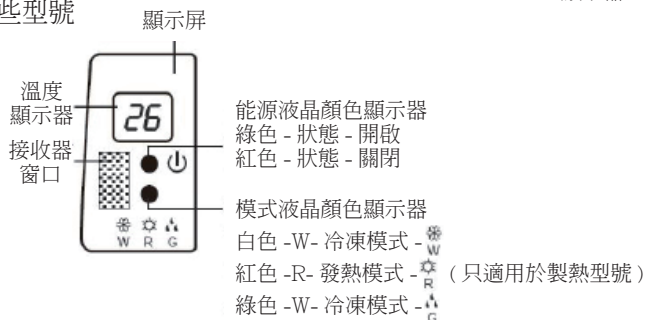 些型號
顯示屏
溫度
顯示器
26
接收器
窗口
W R G
能源液晶顏色顯示器
綠色 - 狀態 - 開啟
紅色 - 狀態 - 關閉
模式液晶顏色顯示器
白色 -W- 冷凍模式 - W
紅色 -R- 發熱模式 - R ( 只適用於製熱型號 )
綠色 -W- 冷凍模式 - G